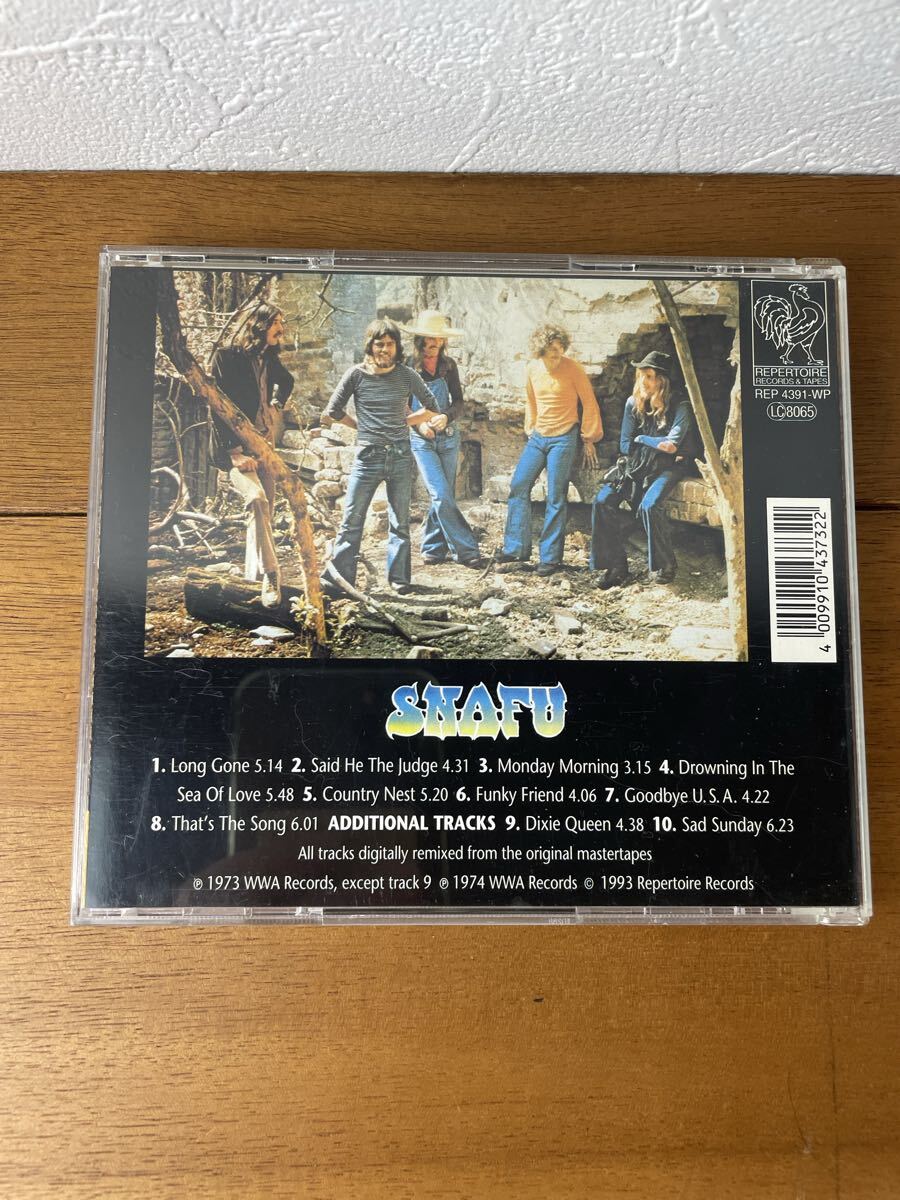 REPERTOIRE
RECORDS & TAPES
REP 4391-WP
LC 8065
4 009910 437322
SNAFU
1. Long Gone 5.14 2. Said He The Judge 4.31 3. Monday Morning 3.15 4. Drowning In The
Sea Of Love 5.48 5. Country Nest 5.20 6. Funky Friend 4.06 7. Goodbye U.S.A. 4.22
8. That's The Song 6.01 ADDITIONAL TRACKS 9. Dixie Queen 4.38 10. Sad Sunday 6.23
All tracks digitally remixed from the original mastertapes
℗ 1973 WWA Records, except track 9 ℗ 1974 WWA Records © 1993 Repertoire Records